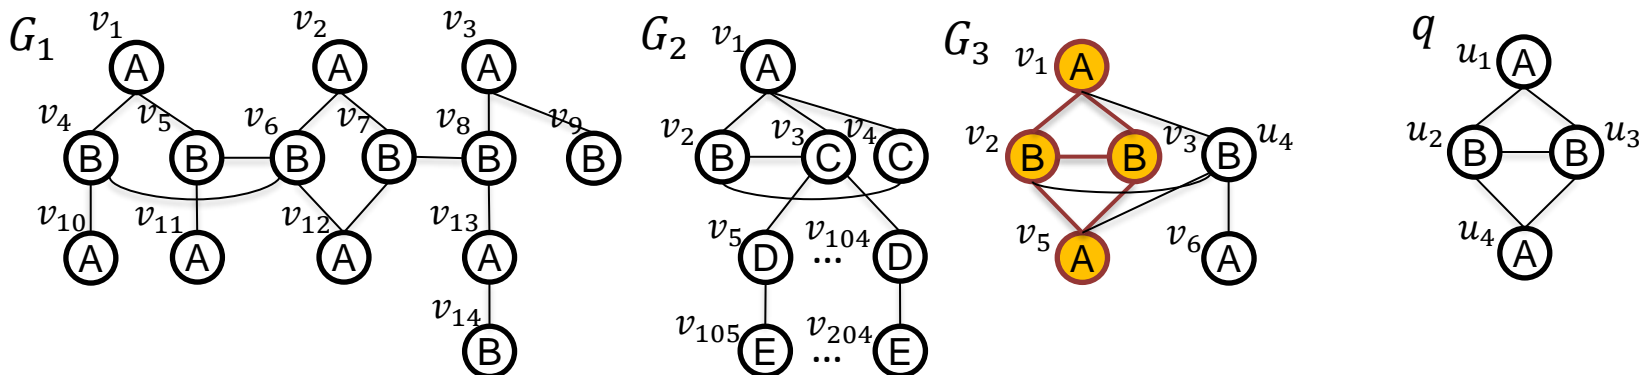 G1 v1 v2 v3 G2 v1 G3 v1 q u1
A A A A A A
v4 v5 v6 v7 v8 v9 v2 v3 v4 v2 v3 u4 u2 u3
B B B B B B B C C B B B B B
v10 v11 v12 v13 v5 v104 v5 v6 u4
A A A A D ... D A A A
v14 v105 v204
B E ... E